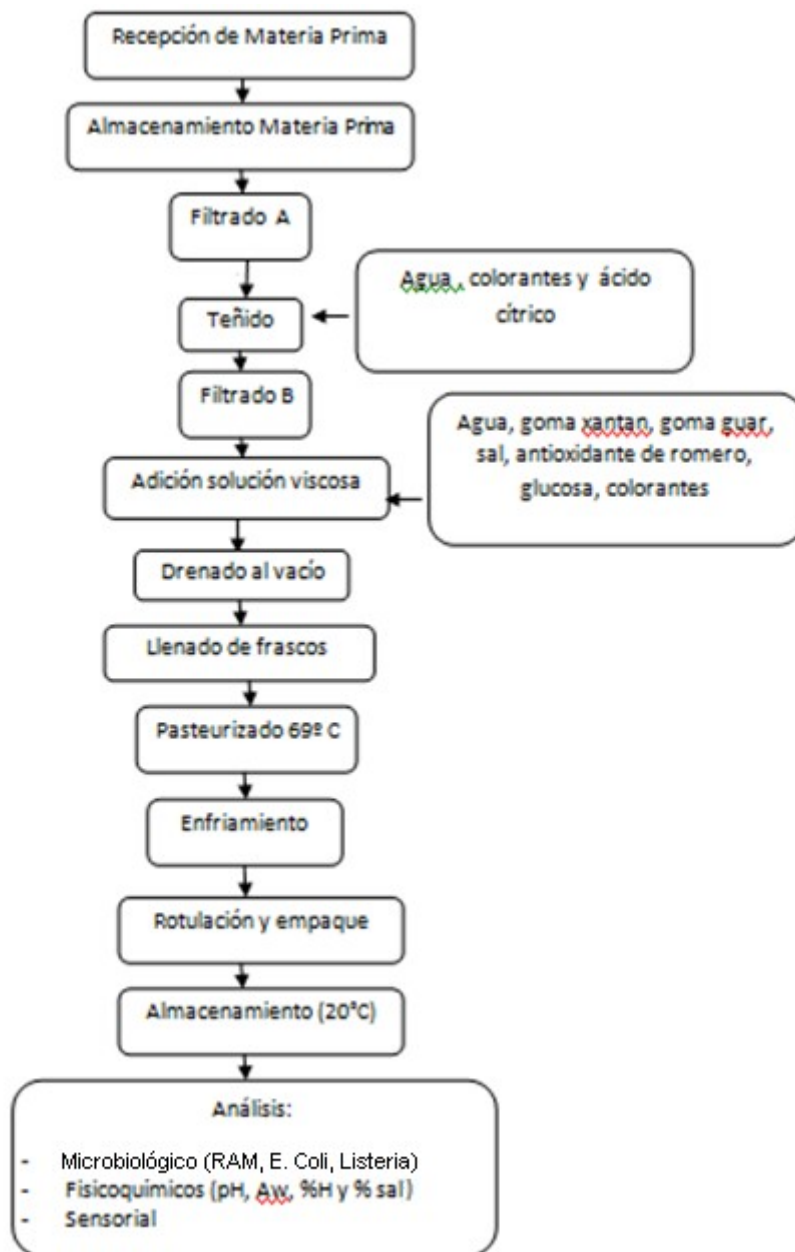 Recepción de Materia Prima
Almacenamiento Materia Prima
Filtrado A
Teñido
Agua , colorantes y ácido
cítrico
Filtrado B
Agua, goma xantan, goma guar,
sal, antioxidante de romero,
glucosa, colorantes
Adición solución viscosa
Drenado al vacío
Llenado de frascos
Pasteurizado 69º C
Enfriamiento
Rotulación y empaque
Almacenamiento (20°C)
Análisis:
- Microbiológico (RAM, E. Coli, Listeria)
- Fisicoquímicos (pH, Aw, %H y % sal)
- Sensorial